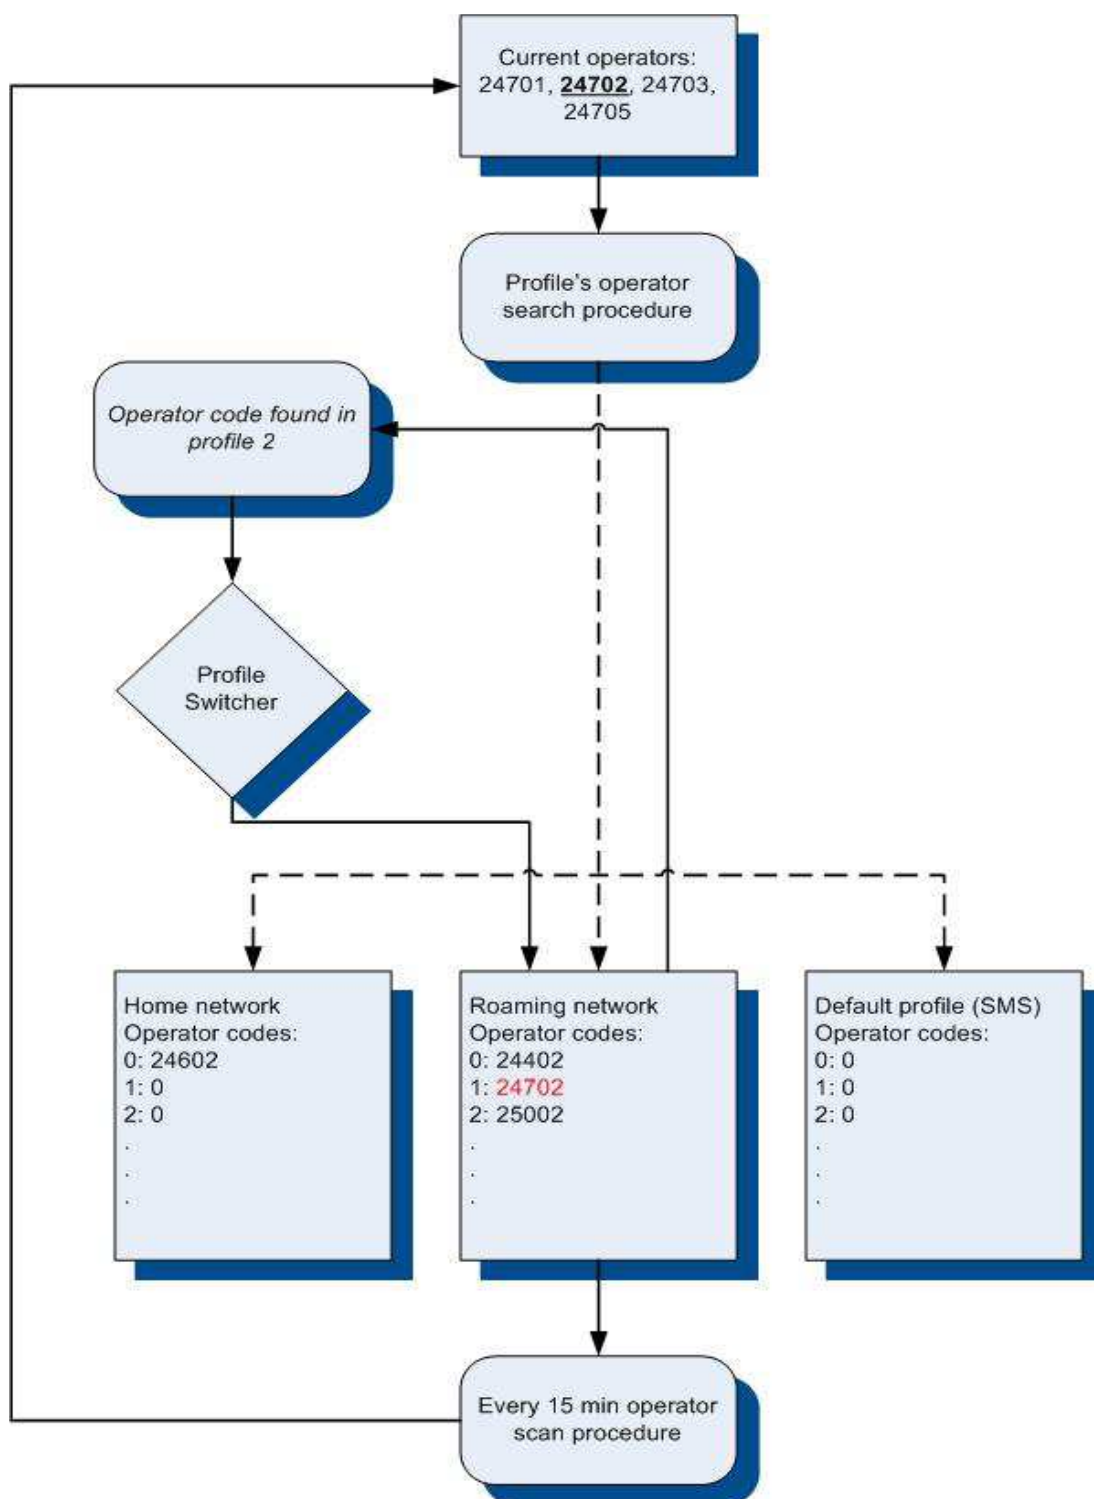 Current operators:
24701, 24702, 24703,
24705
Profile's operator
search procedure
Operator code found in
profile 2
Profile
Switcher
Home network
Operator codes:
0: 24602
1: 0
2: 0
.
.
.
Roaming network
Operator codes:
0: 24402
1: 24702
2: 25002
.
.
.
Default profile (SMS)
Operator codes:
0: 0
1: 0
2: 0
.
.
.
Every 15 min operator
scan procedure